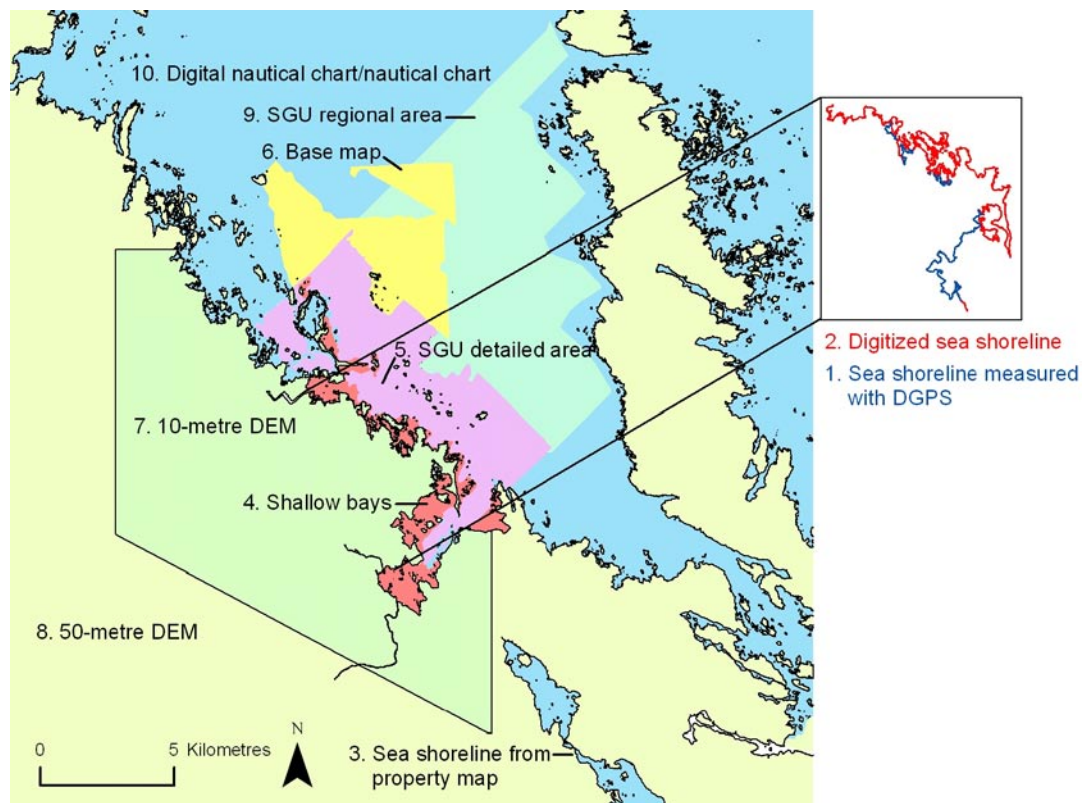 10. Digital nautical chart/nautical chart
9. SGU regional area
6. Base map
5. SGU detailed area
7. 10-metre DEM
4. Shallow bays
8. 50-metre DEM
3. Sea shoreline from
property map
0 5 Kilometres
N
2. Digitized sea shoreline
1. Sea shoreline measured
with DGPS